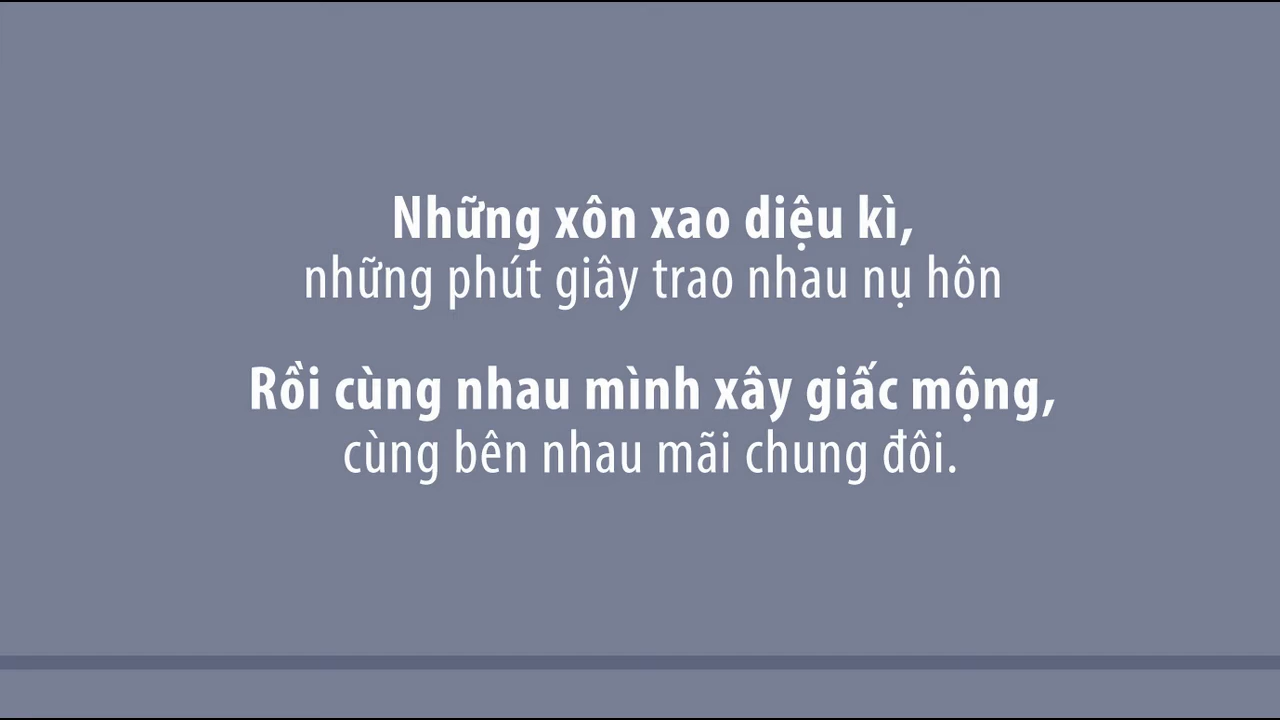 Những xôn xao diệu kì,
những phút giây trao nhau nụ hôn
Rồi cùng nhau mình xây giấc mộng,
cùng bên nhau mãi chung đôi.